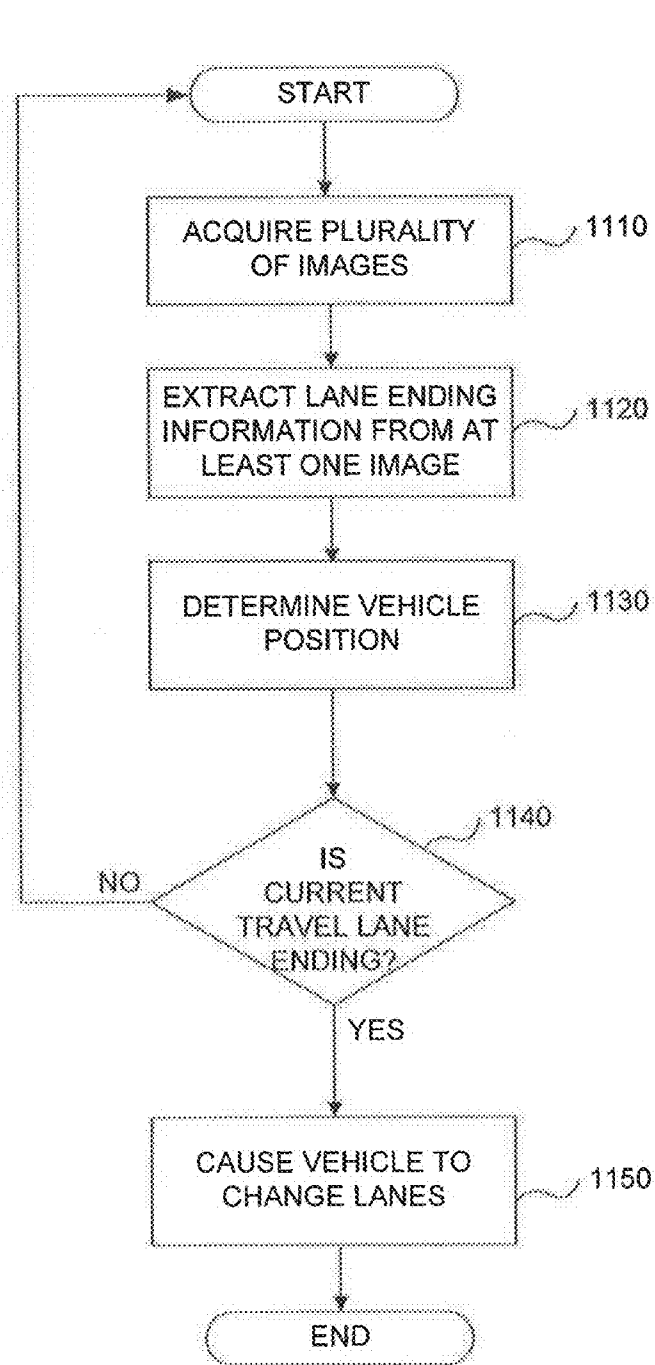 START
ACQUIRE PLURALITY
OF IMAGES
1110
EXTRACT LANE ENDING
INFORMATION FROM AT
LEAST ONE IMAGE
1120
DETERMINE VEHICLE
POSITION
1130
1140
IS
CURRENT
TRAVEL LANE
ENDING?
NO
YES
CAUSE VEHICLE TO
CHANGE LANES
1150
END